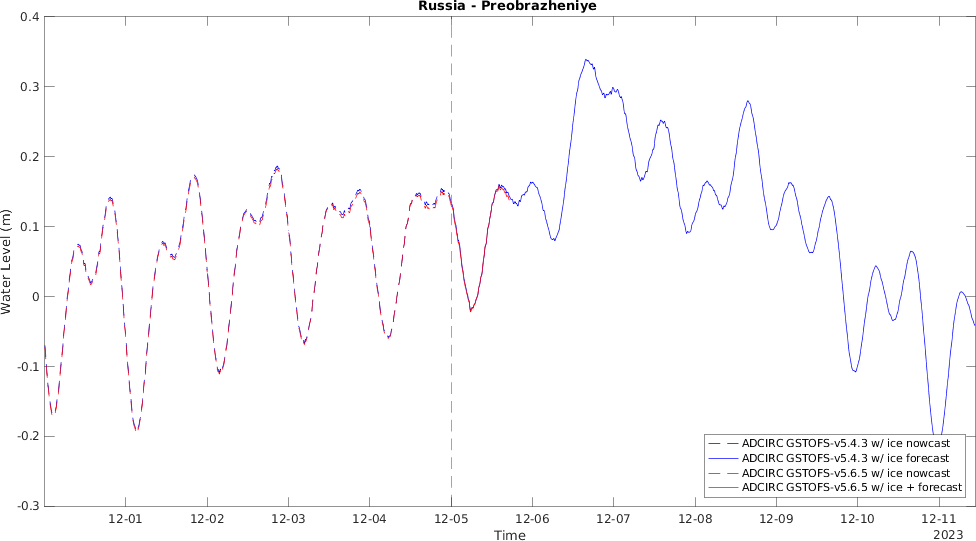 Russia - Preobrazheniye
0.4
0.3
0.2
0.1
0
-0.1
-0.2
-0.3
Water Level (m)
12-01 12-02 12-03 12-04 12-05 12-06 12-07 12-08 12-09 12-10 12-11
Time
2023
ADCIRC GSTOFS-v5.4.3 w/ ice nowcast
ADCIRC GSTOFS-v5.4.3 w/ ice forecast
ADCIRC GSTOFS-v5.6.5 w/ ice nowcast
ADCIRC GSTOFS-v5.6.5 w/ ice + forecast